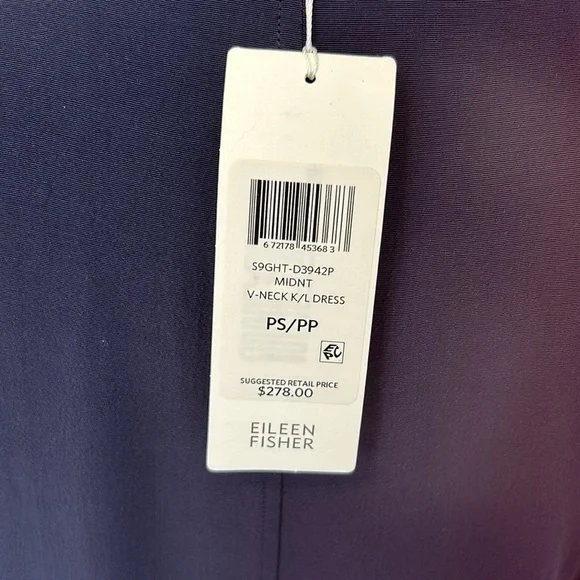 6 72178 45368 3
S9GHT-D3942P
MIDNT
V-NECK K/L DRESS
PS/PP
SUGGESTED RETAIL PRICE
$278.00
EILEEN
FISHER